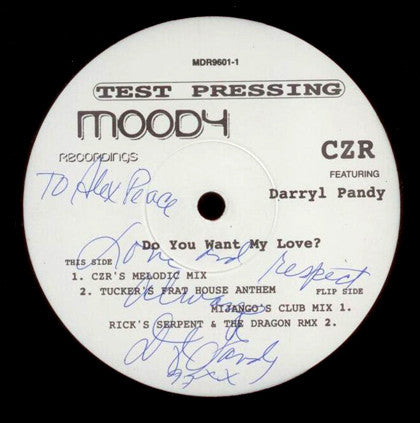 MDR9601-1
TEST PRESSING
MOODY
RECORDINGS
CZR
FEATURING
Darryl Pandy
To Alex Peace
Do You Want My Love?
Love and respect
THIS SIDE
1. CZR'S MELODIC MIX
2. TUCKER'S FRAT HOUSE ANTHEM
FLIP SIDE
MIJANGO'S CLUB MIX 1.
RICK'S SERPENT & THE DRAGON RMX 2.
always
Pandy